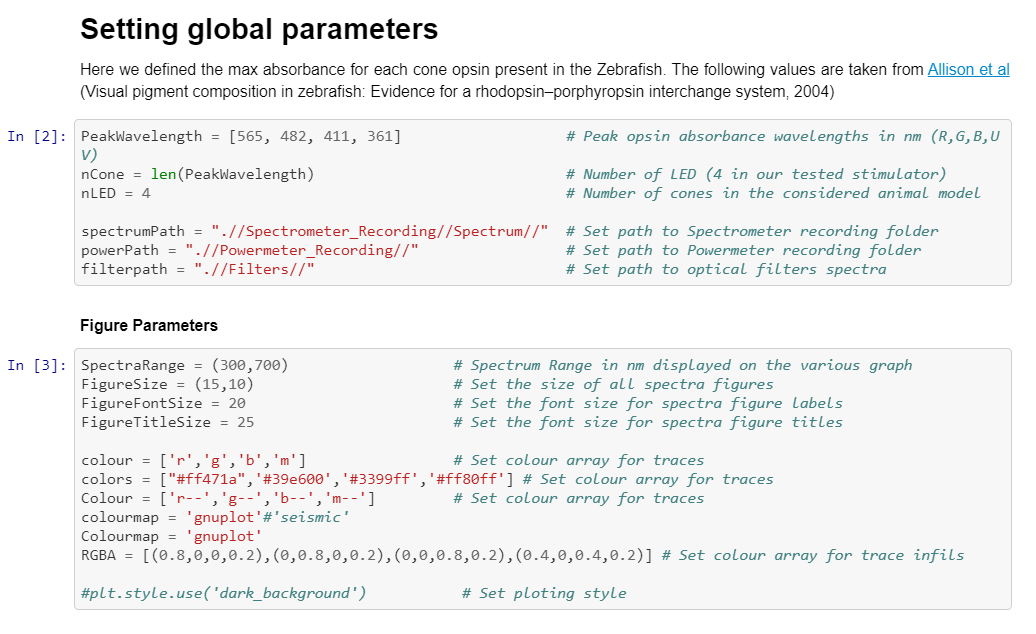 Setting global parameters
Here we defined the max absorbance for each cone opsin present in the Zebrafish. The following values are taken from Allison et al
(Visual pigment composition in zebrafish: Evidence for a rhodopsin–porphyropsin interchange system, 2004)
In [2]: PeakWavelength = [565, 482, 411, 361] # Peak opsin absorbance wavelengths in nm (R,G,B,U
V)
nCone = len(PeakWavelength) # Number of LED (4 in our tested stimulator)
nLED = 4 # Number of cones in the considered animal model
spectrumPath = ".//Spectrometer_Recording//Spectrum//" # Set path to Spectrometer recording folder
powerPath = ".//Powermeter_Recording//" # Set path to Powermeter recording folder
filterpath = ".//Filters//" # Set path to optical filters spectra
Figure Parameters
In [3]: SpectraRange = (300,700) # Spectrum Range in nm displayed on the various graph
FigureSize = (15,10) # Set the size of all spectra figures
FigureFontSize = 20 # Set the font size for spectra figure labels
FigureTitleSize = 25 # Set the font size for spectra figure titles
colour = ['r','g','b','m'] # Set colour array for traces
colors = ["#ff471a",'#39e600','#3399ff','#ff80ff'] # Set colour array for traces
Colour = ['r--','g--','b--','m--'] # Set colour array for traces
colourmap = 'gnuplot'#'seismic'
Colourmap = 'gnuplot'
RGBA = [(0.8,0,0,0.2),(0,0.8,0,0.2),(0,0,0.8,0.2),(0.4,0,0.4,0.2)] # Set colour array for trace infils
#plt.style.use('dark_background') # Set ploting style